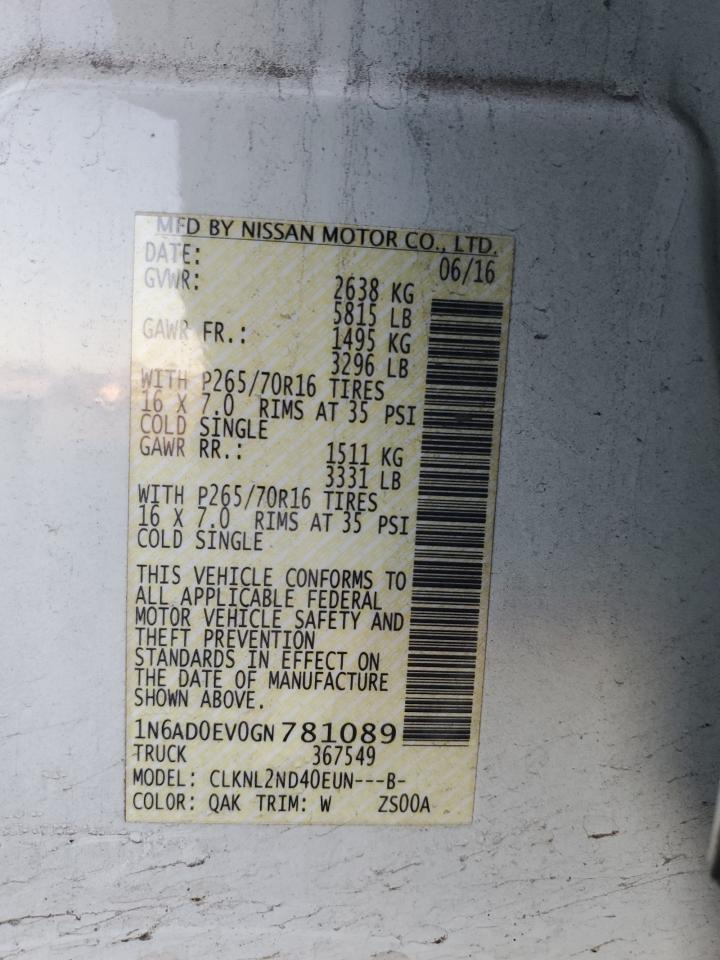 MFD BY NISSAN MOTOR CO., LTD.
DATE: 06/16
GVWR: 2638 KG
5815 LB
GAWR FR.: 1495 KG
3296 LB
WITH P265/70R16 TIRES
16 X 7.0 RIMS AT 35 PSI
COLD SINGLE
GAWR RR.: 1511 KG
3331 LB
WITH P265/70R16 TIRES
16 X 7.0 RIMS AT 35 PSI
COLD SINGLE
THIS VEHICLE CONFORMS TO
ALL APPLICABLE FEDERAL
MOTOR VEHICLE SAFETY AND
THEFT PREVENTION
STANDARDS IN EFFECT ON
THE DATE OF MANUFACTURE
SHOWN ABOVE.
1N6AD0EV0GN781089
TRUCK 367549
MODEL: CLKNL2ND40EUN---B-
COLOR: QAK TRIM: W ZS00A